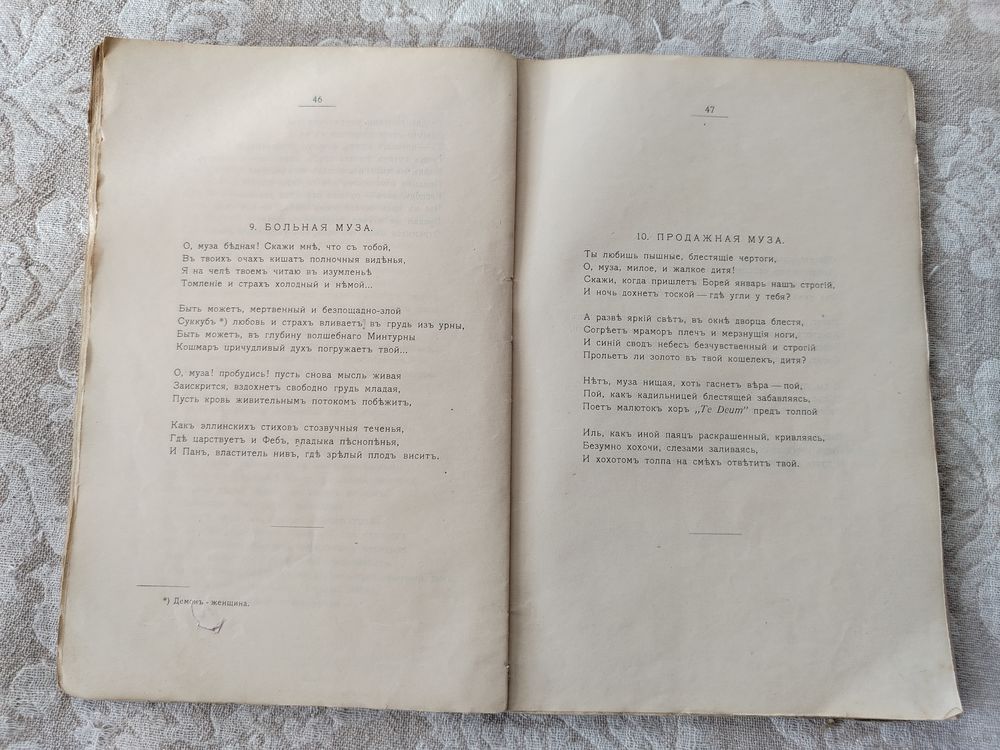 46
9. БОЛЬНАЯ МУЗА.
О, муза бѣдная! Скажи мнѣ, что съ тобой,
Въ твоихъ очахъ кишатъ полночныя видѣнья,
Я на челѣ твоемъ читаю въ изумленьѣ
Томленіе и страхъ холодный и нѣмой...
Быть можетъ, мертвенный и безпощадно-злой
Суккубъ *) любовь и страхъ вливаетъ въ грудь изъ урны,
Быть можетъ, въ глубину волшебнаго Минтурны
Кошмаръ причудливый духъ погружаетъ твой...
О, муза! пробудись! пусть снова мысль живая
Заискрится, вздохнетъ свободно грудь младая,
Пусть кровь живительнымъ потокомъ побѣжитъ,
Какъ эллинскихъ стиховъ стозвучныя теченья,
Гдѣ царствуетъ и Фебъ, владыка пѣснопѣнья,
И Панъ, властитель нивъ, гдѣ зрѣлый плодъ виситъ.
*) Демонъ-женщина.
47
10. ПРОДАЖНАЯ МУЗА.
Ты любишь пышные, блестящіе чертоги,
О, муза, милое, и жалкое дитя!
Скажи, когда пришлетъ Борей январь нашъ строгій,
И ночь дохнетъ тоской — гдѣ угли у тебя?
А развѣ яркій свѣтъ, въ окнѣ дворца блестя,
Согрѣетъ мраморъ плечъ и мерзнущія ноги,
И синій сводъ небесъ безчувственный и строгій
Прольетъ ли золото въ твой кошелекъ, дитя?
Нѣтъ, муза нищая, хоть гаснетъ вѣра — пой,
Пой, какъ кадильницей блестящей забавляясь,
Поетъ малютокъ хоръ „Te Deum" предъ толпой
Иль, какъ иной паяцъ раскрашенный, кривляясь,
Безумно хохочи, слезами заливаясь,
И хохотомъ толпа на смѣхъ отвѣтитъ твой.